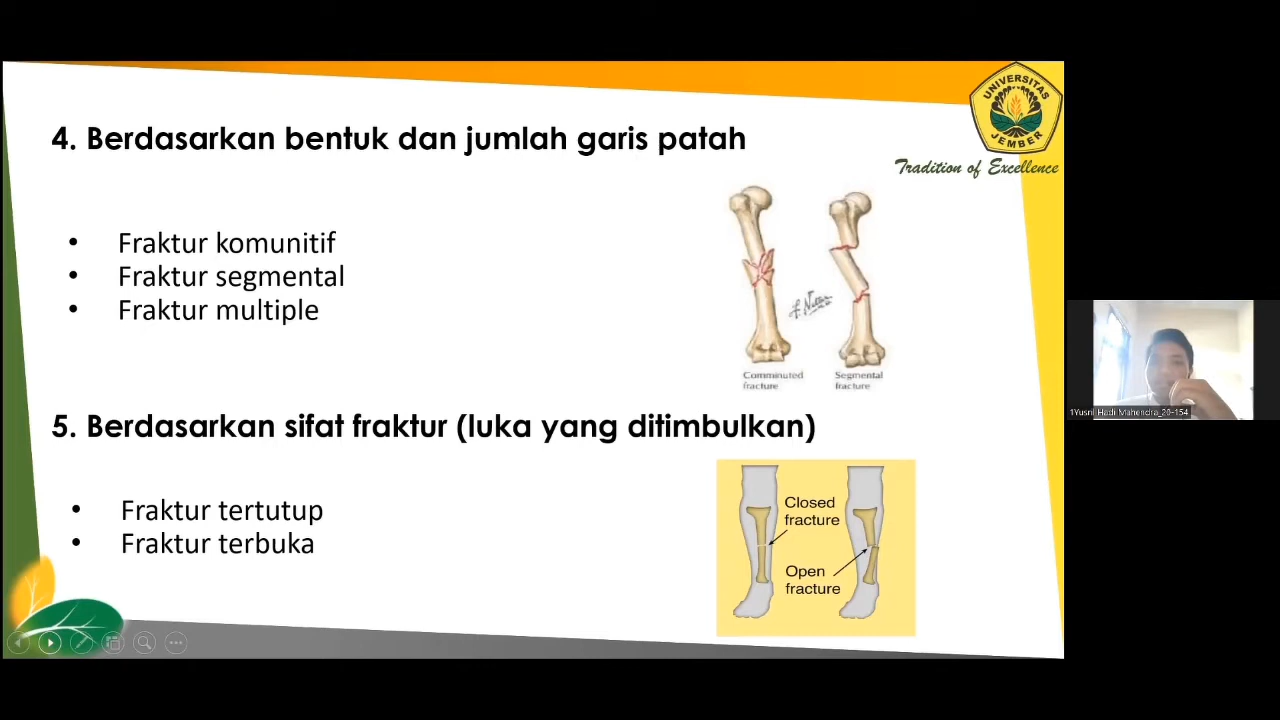 UNIVERSITAS
JEMBER
Tradition of Excellence
4. Berdasarkan bentuk dan jumlah garis patah
• Fraktur komunitif
• Fraktur segmental
• Fraktur multiple
Comminuted
fracture
Segmental
fracture
5. Berdasarkan sifat fraktur (luka yang ditimbulkan)
• Fraktur tertutup
• Fraktur terbuka
Closed
fracture
Open
fracture
1Yusril Hadi Mahendra_20-154